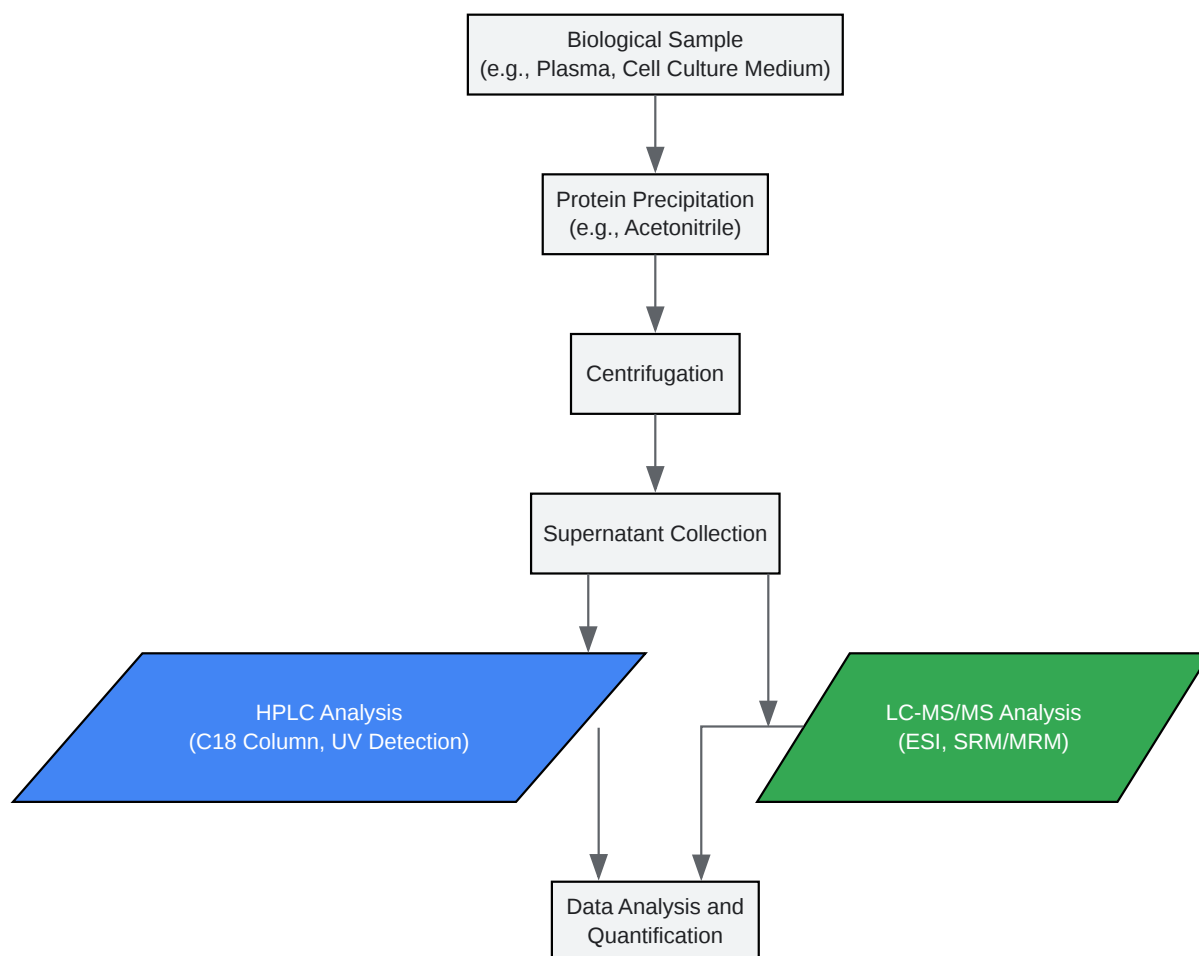 Biological Sample
(e.g., Plasma, Cell Culture Medium)
Protein Precipitation
(e.g., Acetonitrile)
Centrifugation
Supernatant Collection
HPLC Analysis
(C18 Column, UV Detection)
LC-MS/MS Analysis
(ESI, SRM/MRM)
Data Analysis and
Quantification